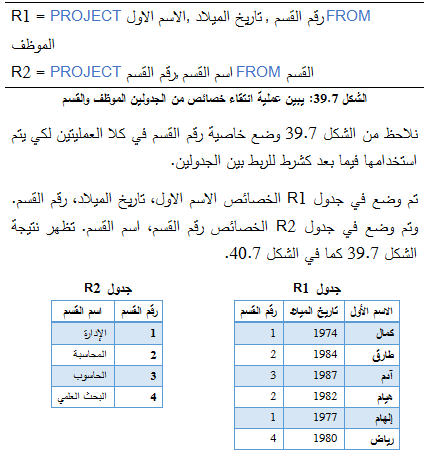 R1 = PROJECT رقم القسم , تاريخ الميلاد ,الاسم الاول FROM
الموظف
R2 = PROJECT اسم القسم ,رقم القسم FROM القسم
الشكل 39.7: يبين عملية انتقاء خصائص من الجدولين الموظف والقسم
نلاحظ من الشكل 39.7 وضع خاصية رقم القسم في كلا العمليتين لكي يتم
استخدامها فيما بعد كشرط للربط بين الجدولين.
تم وضع في جدول R1 الخصائص الاسم الاول، تاريخ الميلاد، رقم القسم.
وتم وضع في جدول R2 الخصائص رقم القسم، اسم القسم. تظهر نتيجة
الشكل 39.7 كما في الشكل 40.7.
جدول R1
الاسم الأول تاريخ الميلاد رقم القسم
كمال 1974 1
طارق 1984 2
آدم 1987 3
هيام 1982 2
إلهام 1977 1
رياض 1980 4
جدول R2
رقم القسم اسم القسم
1 الإدارة
2 المحاسبة
3 الحاسوب
4 البحث العلمي